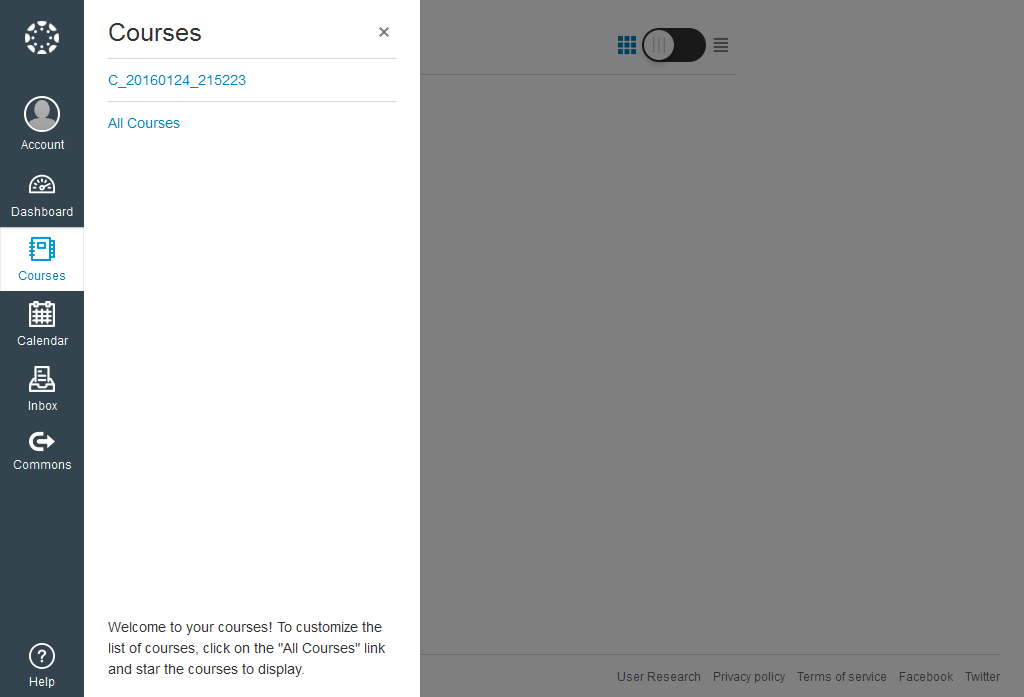 Courses
C_20160124_215223
All Courses
Account
Dashboard
Courses
Calendar
Inbox
Commons
Help
Welcome to your courses! To customize the
list of courses, click on the "All Courses" link
and star the courses to display.
User Research Privacy policy Terms of service Facebook Twitter